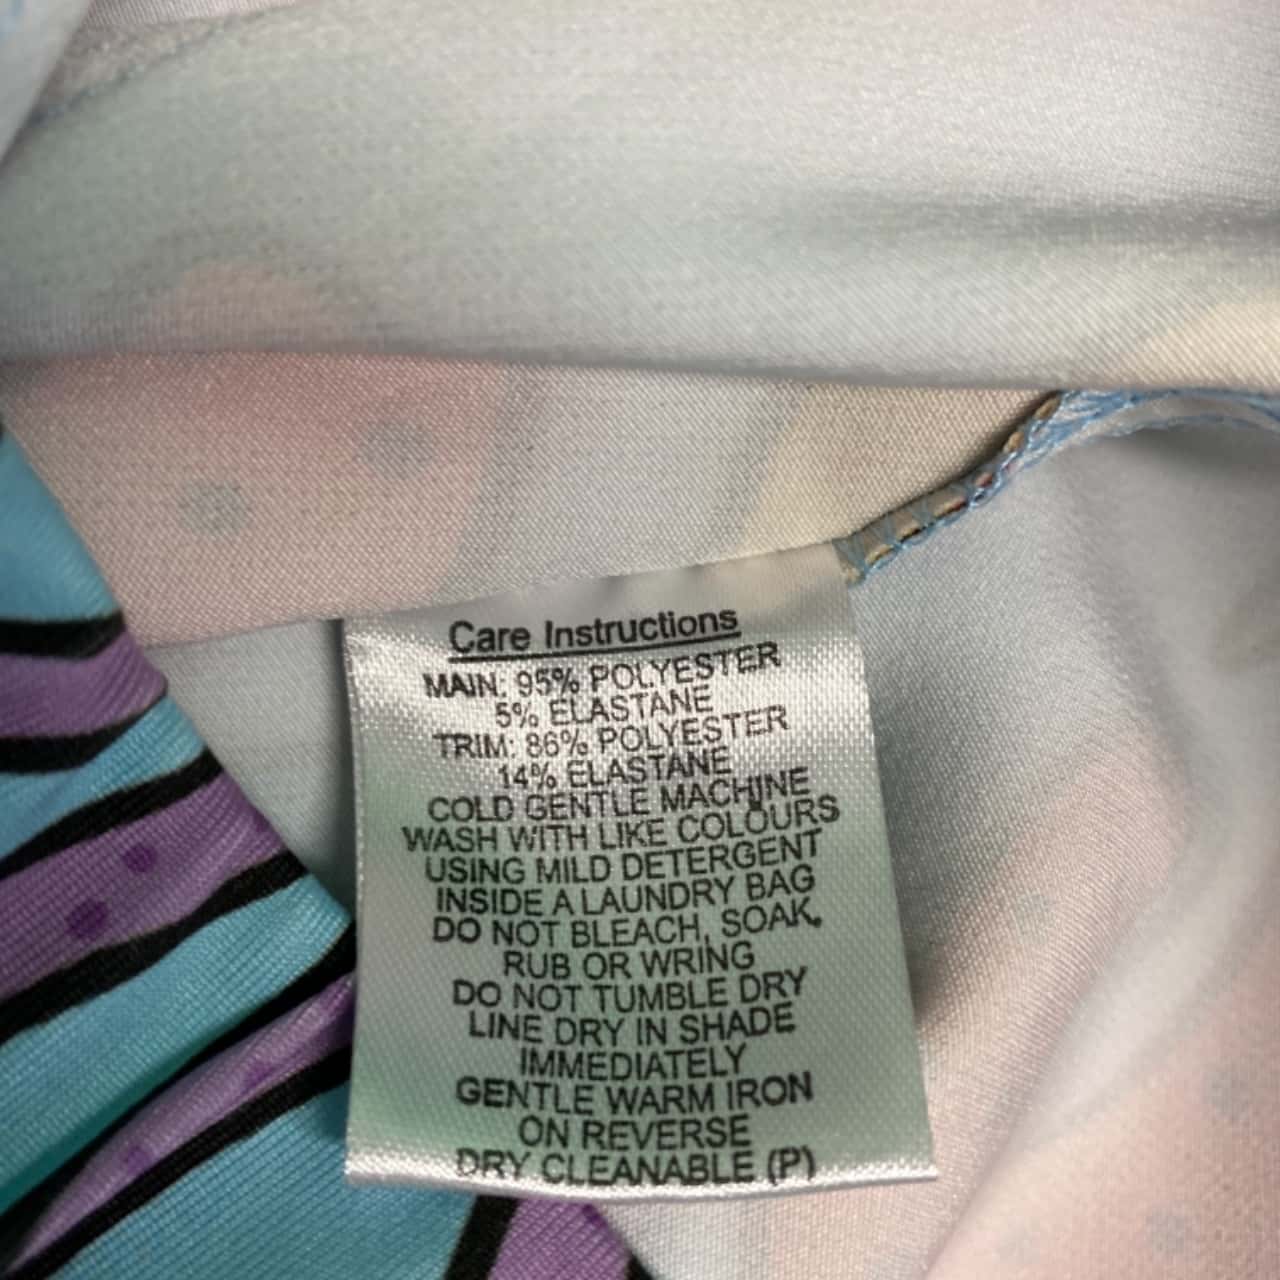 Care Instructions
MAIN: 95% POLYESTER
5% ELASTANE
TRIM: 86% POLYESTER
14% ELASTANE
COLD GENTLE MACHINE
WASH WITH LIKE COLOURS
USING MILD DETERGENT
INSIDE A LAUNDRY BAG
DO NOT BLEACH, SOAK,
RUB OR WRING
DO NOT TUMBLE DRY
LINE DRY IN SHADE
IMMEDIATELY
GENTLE WARM IRON
ON REVERSE
DRY CLEANABLE (P)